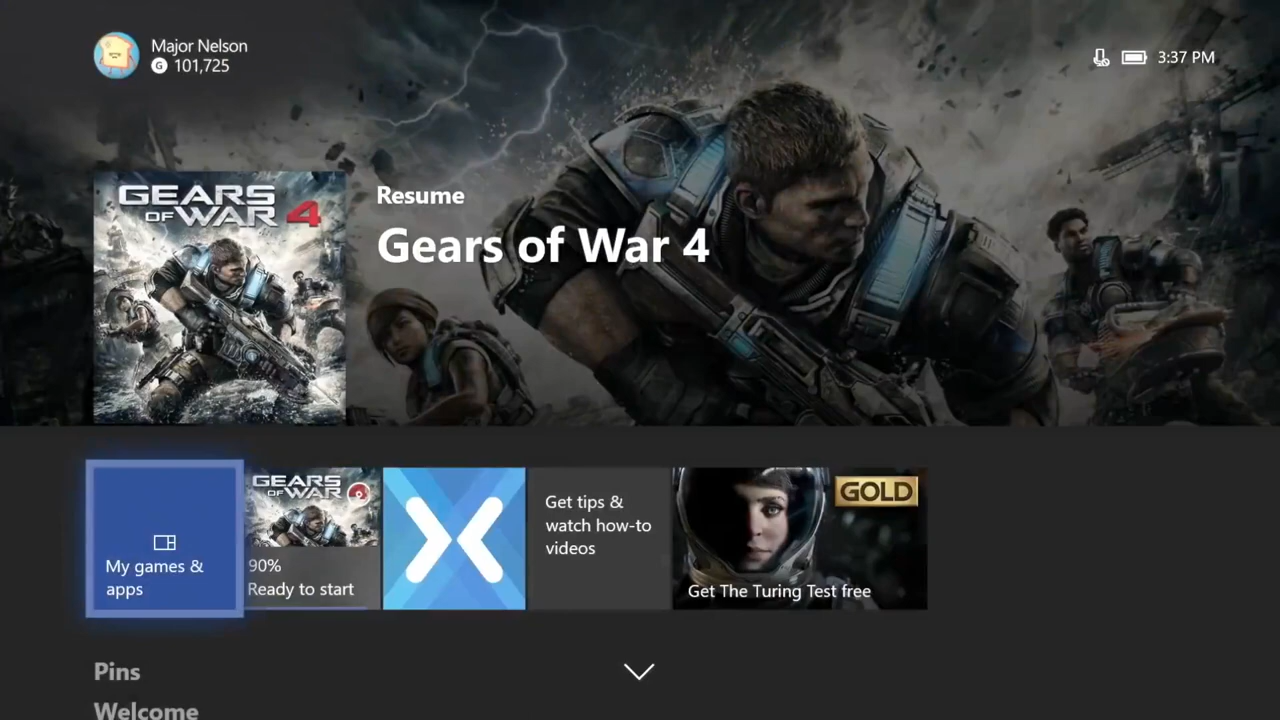 Major Nelson
G 101,725
3:37 PM
GEARS
OF WAR 4
Resume
Gears of War 4
My games &
apps
GEARS
OF WAR
90%
Ready to start
Get tips &
watch how-to
videos
GOLD
Get The Turing Test free
Pins
Welcome